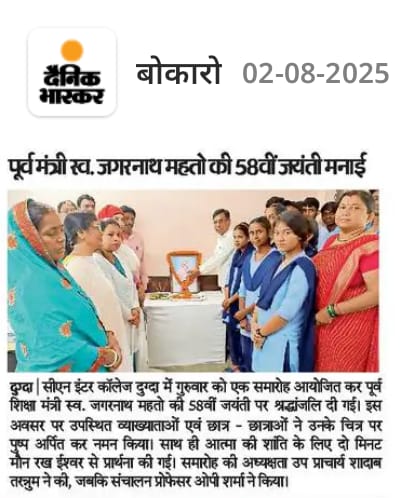 दैनिक
भास्कर
बोकारो 02-08-2025
पूर्व मंत्री स्व. जगरनाथ महतो की 58वीं जयंती मनाई
दुग्दा | सीएन इंटर कॉलेज दुग्दा में गुरुवार को एक समारोह आयोजित कर पूर्व
शिक्षा मंत्री स्व. जगरनाथ महतो की 58वीं जयंती पर श्रद्धांजलि दी गई। इस
अवसर पर उपस्थित व्याख्याताओं एवं छात्र - छात्राओं ने उनके चित्र पर
पुष्प अर्पित कर नमन किया। साथ ही आत्मा की शांति के लिए दो मिनट
मौन रख ईश्वर से प्रार्थना की गई। समारोह की अध्यक्षता उप प्राचार्य शादाब
तरन्नुम ने की, जबकि संचालन प्रोफेसर ओपी शर्मा ने किया।